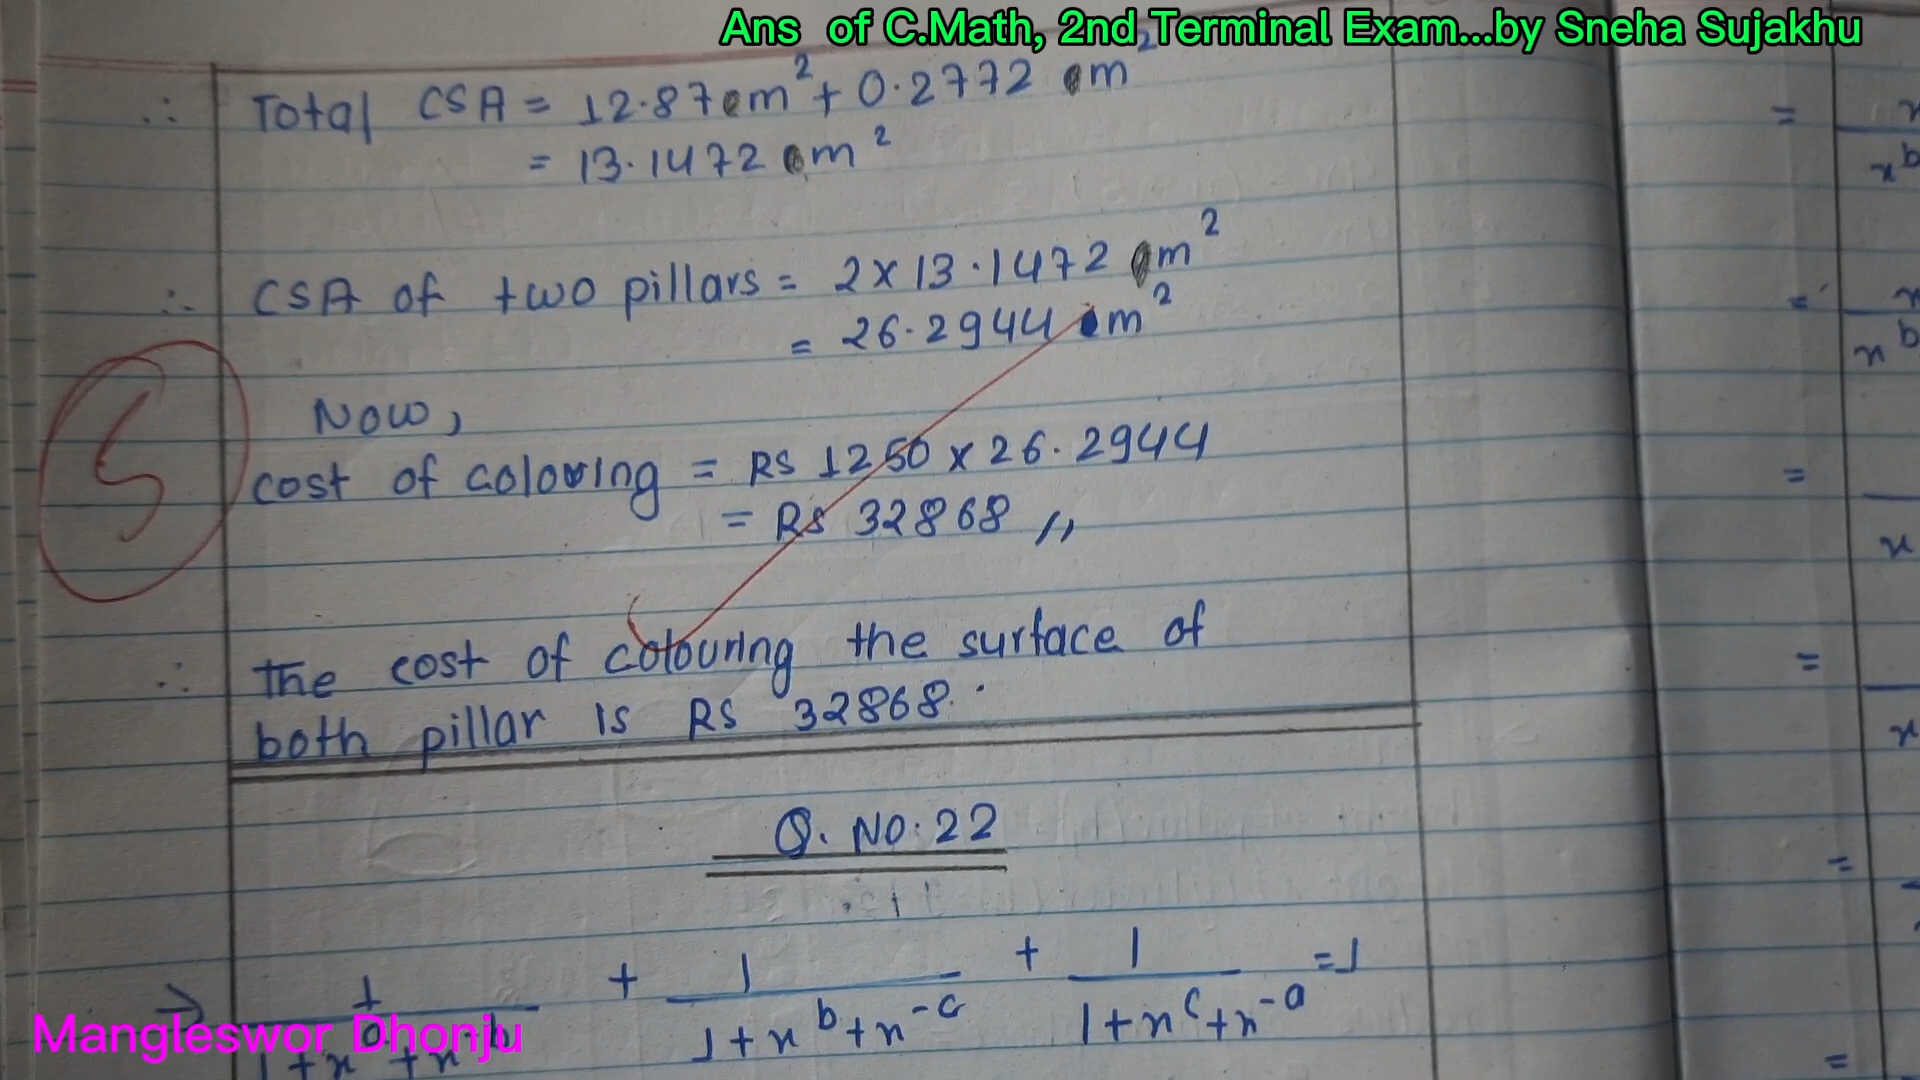 Ans of C.Math, 2nd Terminal Exam...by Sneha Sujakhu
∴ Total CSA = 12.87 m² + 0.2772 m²
= 13.1472 m²
∴ CSA of two pillars = 2 x 13.1472 m²
= 26.2944 m²
5
Now,
cost of coloring = RS 1250 x 26.2944
= Rs 32868 //
∴ The cost of colouring the surface of
both pillar is RS 32868.
Q. NO: 22
→ 1/(1+x^a+x^-b) + 1/(1+x^b+x^-c) + 1/(1+x^c+x^-a) = 1
Mangleswor Dhonju